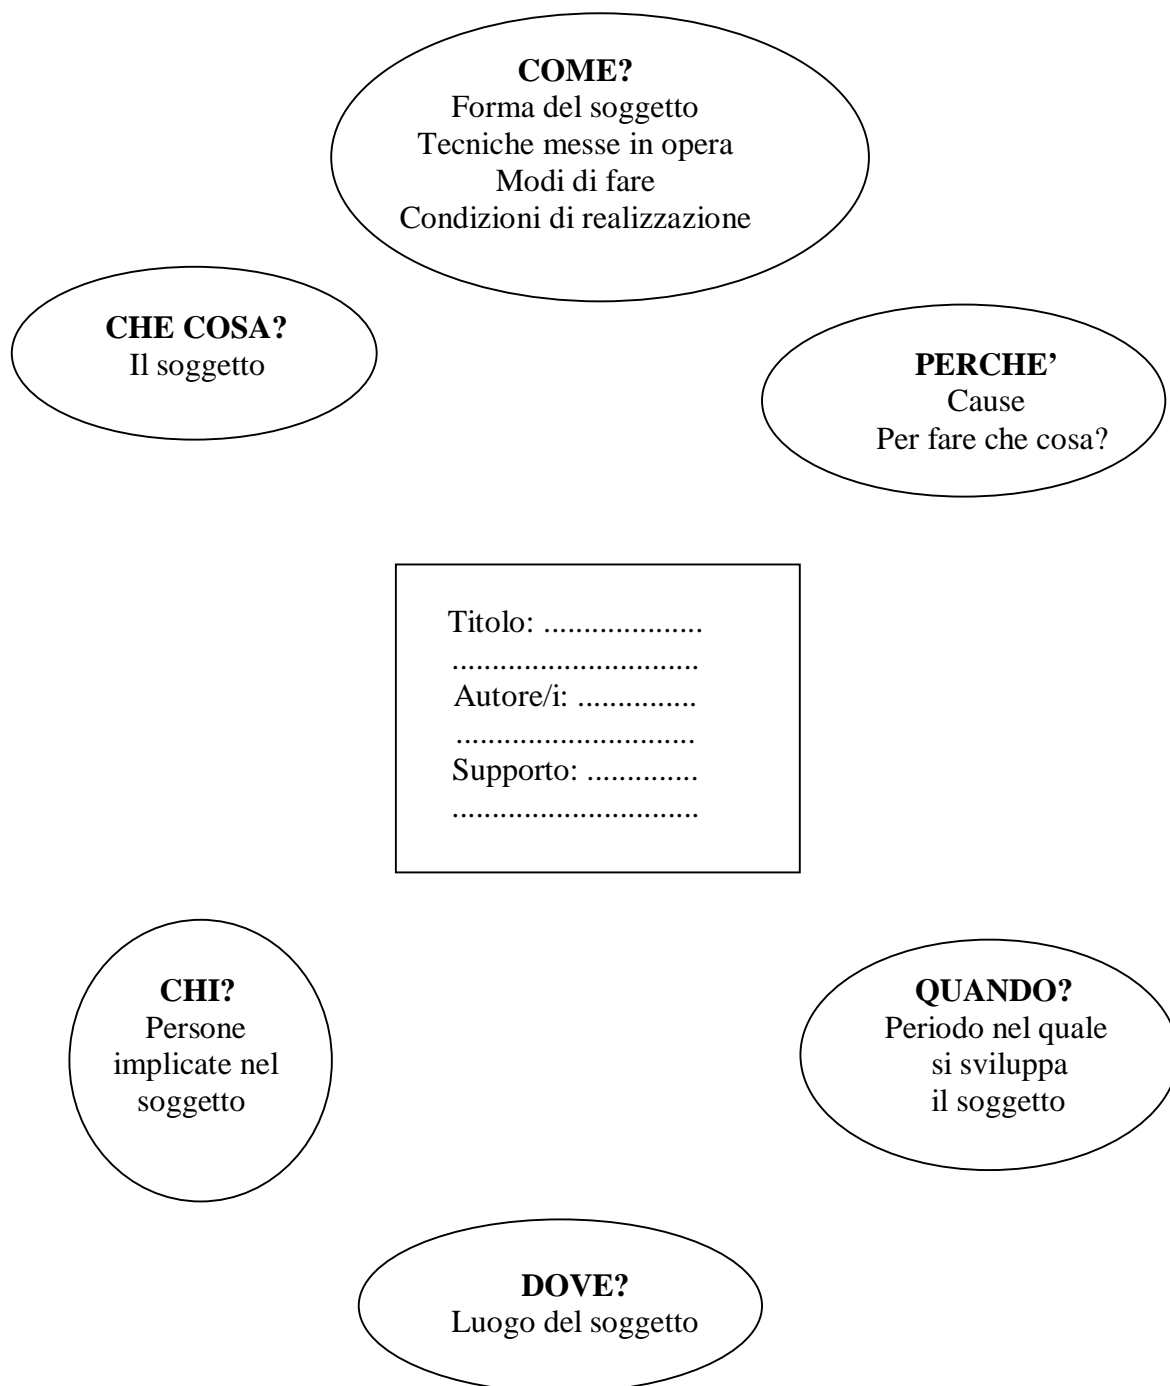 COME?
Forma del soggetto
Tecniche messe in opera
Modi di fare
Condizioni di realizzazione
CHE COSA?
Il soggetto
PERCHE’
Cause
Per fare che cosa?
Titolo: ....................
...............................
Autore/i: ...............
..............................
Supporto: ..............
...............................
CHI?
Persone
implicate nel
soggetto
QUANDO?
Periodo nel quale
si sviluppa
il soggetto
DOVE?
Luogo del soggetto